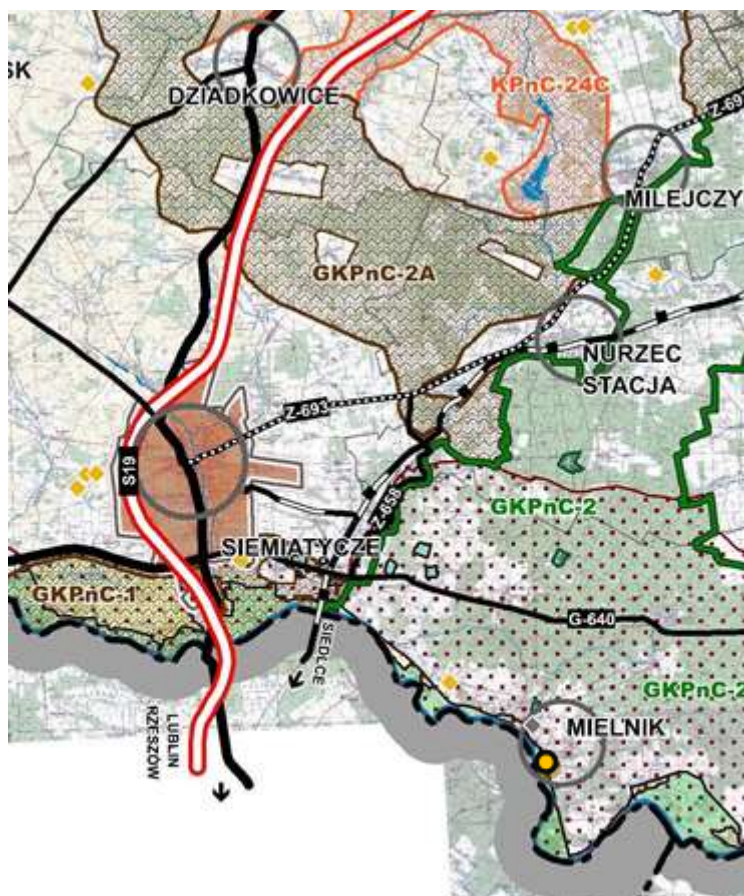 SK
DZIADKOWICE
KPnC-24C
Z-693
MILEJCZY
GKPnC-2A
NURZEC
STACJA
Z-693
S19
Z-658
GKPnC-2
SIEMIATYCZE
GKPnC-1
G-640
SIEDLCE
GKPnC-2
MIELNIK
LUBLIN
RZESZÓW